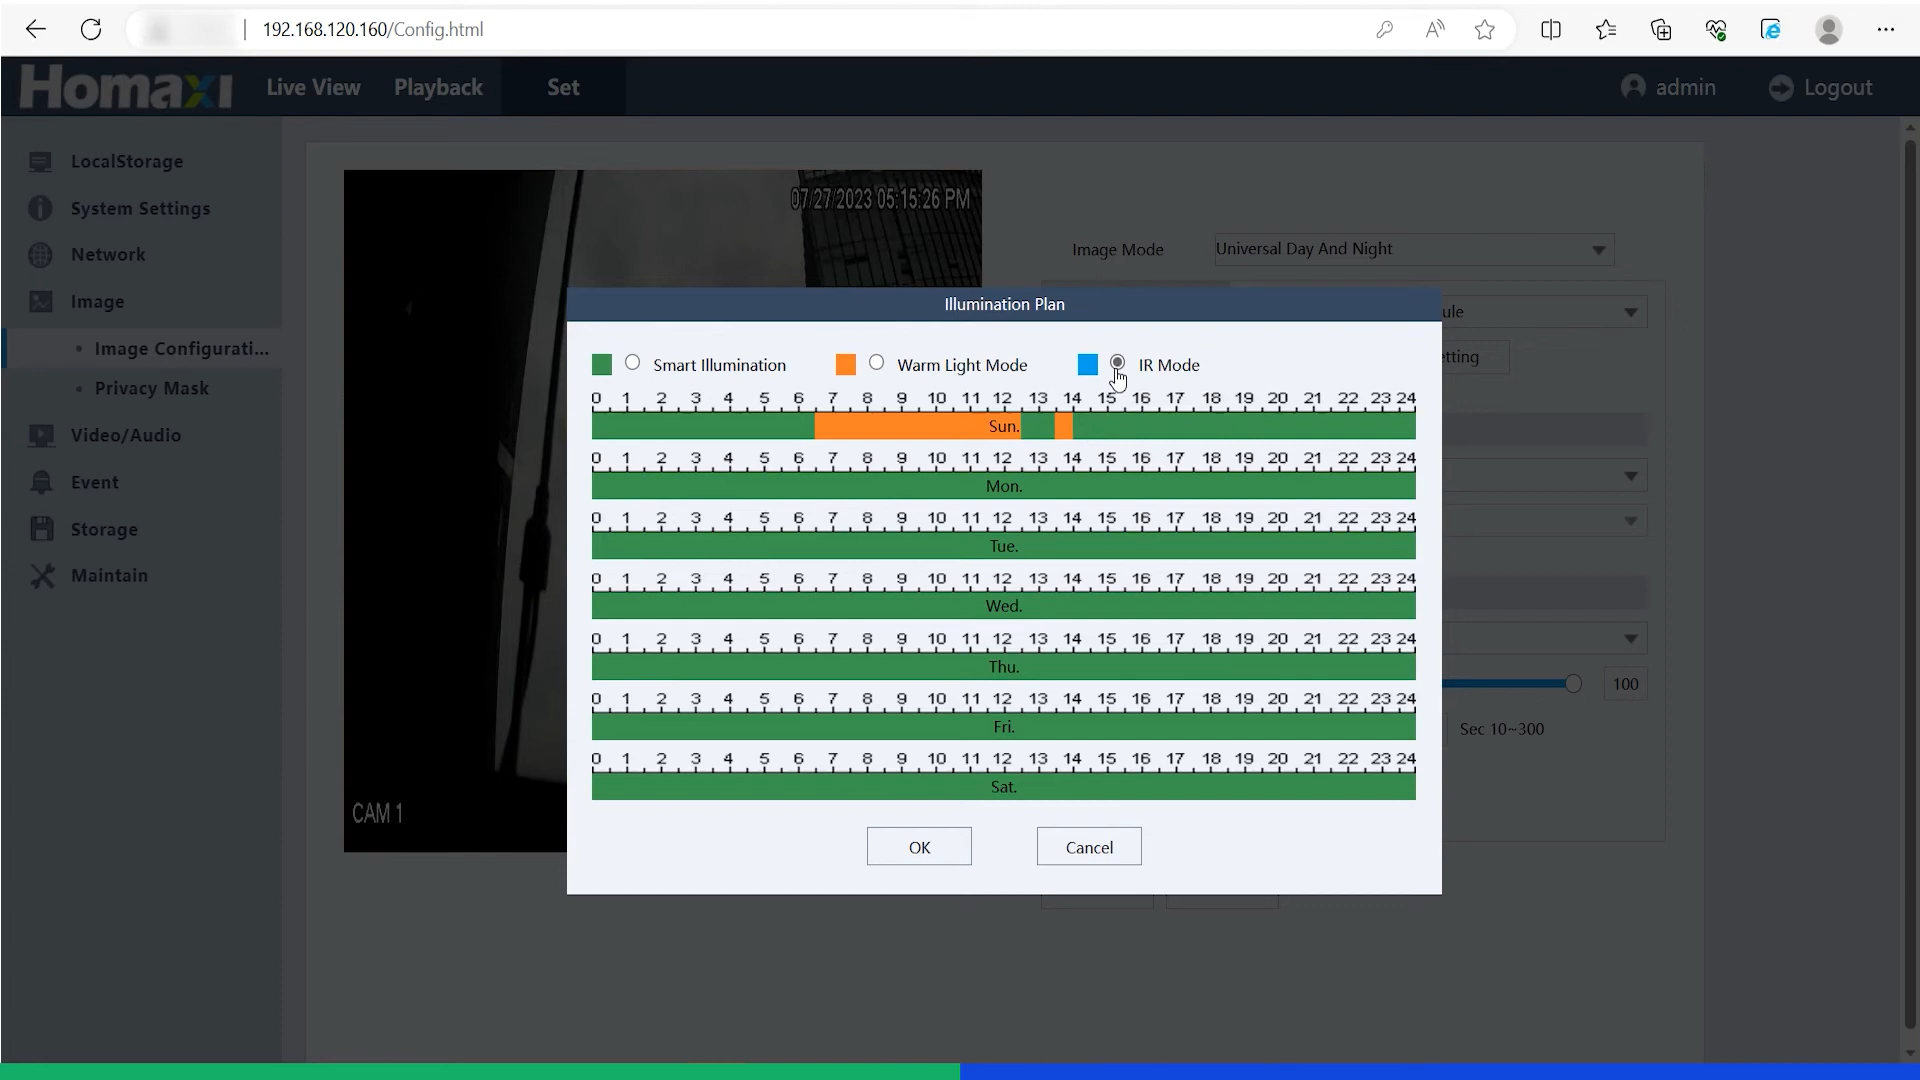 192.168.120.160/Config.html
Homaxi
Live View
Playback
Set
admin
Logout
LocalStorage
System Settings
Network
Image
• Image Configurati...
• Privacy Mask
Video/Audio
Event
Storage
Maintain
07/27/2023 05:15:26 PM
CAM 1
Image Mode
Universal Day And Night
ule
etting
100
Sec 10~300
Illumination Plan
Smart Illumination
Warm Light Mode
IR Mode
0 1 2 3 4 5 6 7 8 9 10 11 12 13 14 15 16 17 18 19 20 21 22 23 24
Sun.
0 1 2 3 4 5 6 7 8 9 10 11 12 13 14 15 16 17 18 19 20 21 22 23 24
Mon.
0 1 2 3 4 5 6 7 8 9 10 11 12 13 14 15 16 17 18 19 20 21 22 23 24
Tue.
0 1 2 3 4 5 6 7 8 9 10 11 12 13 14 15 16 17 18 19 20 21 22 23 24
Wed.
0 1 2 3 4 5 6 7 8 9 10 11 12 13 14 15 16 17 18 19 20 21 22 23 24
Thu.
0 1 2 3 4 5 6 7 8 9 10 11 12 13 14 15 16 17 18 19 20 21 22 23 24
Fri.
0 1 2 3 4 5 6 7 8 9 10 11 12 13 14 15 16 17 18 19 20 21 22 23 24
Sat.
OK
Cancel